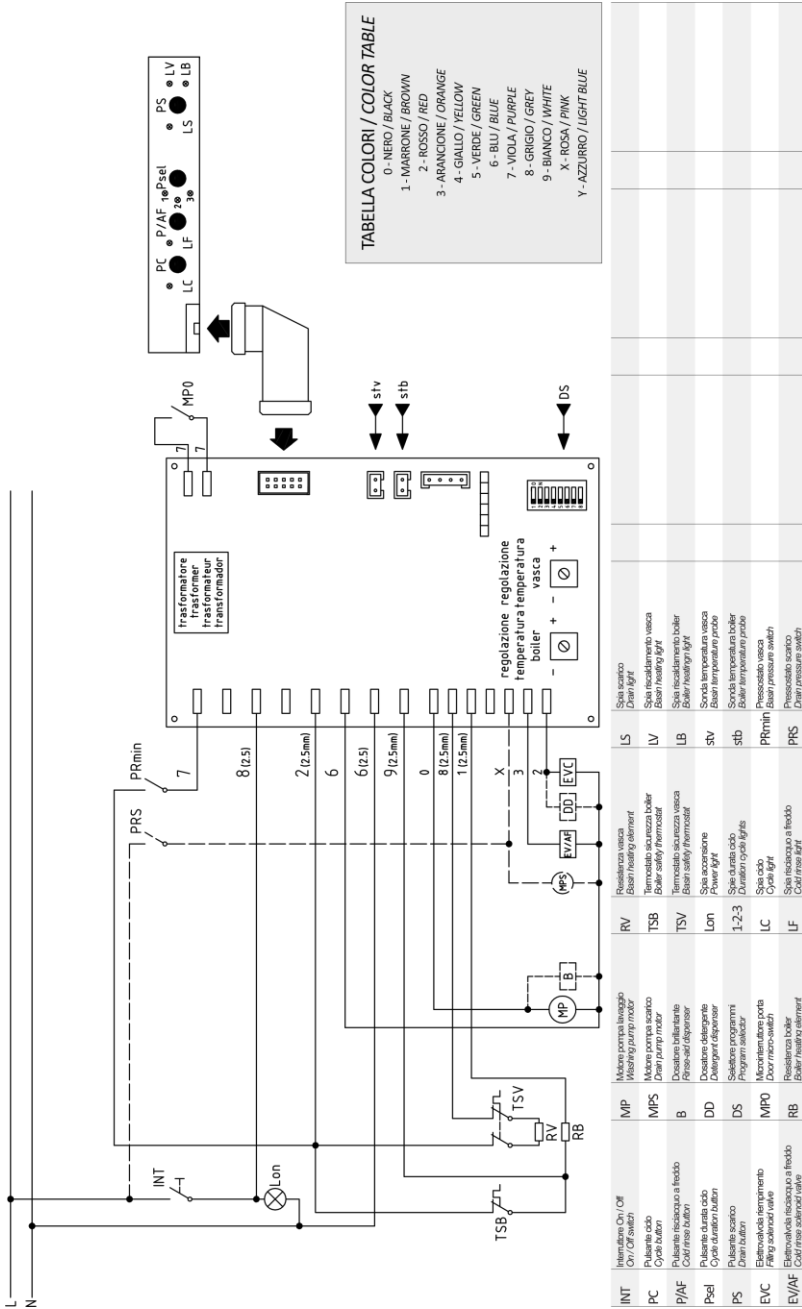 L
N
INT
Lon
PRS
PRmin
7
8 (2.5)
2 (2.5mm)
6
6 (2.5)
9 (2.5mm)
0
8 (2.5mm)
1 (2.5mm)
X
3
2
TSB
TSV
RV
RB
MP
B
(MPS)
EV/AF
DD
EVC
trasformatore
trasformer
trasformateur
transformador
regolazione
temperatura
boiler
- +
regolazione
temperatura
vasca
- +
7
7
MP0
stv
stb
DS
ON
1 2 3 4 5 6 7 8
PC
LC
P/AF
LF
Psel
1
2
3
PS
LS
LV
LB
TABELLA COLORI / COLOR TABLE
0 - NERO / BLACK
1 - MARRONE / BROWN
2 - ROSSO / RED
3 - ARANCIONE / ORANGE
4 - GIALLO / YELLOW
5 - VERDE / GREEN
6 - BLU / BLUE
7 - VIOLA / PURPLE
8 - GRIGIO / GREY
9 - BIANCO / WHITE
X - ROSA / PINK
Y - AZZURRO / LIGHT BLUE
INT
Interruttore On / Off
On / Off switch
MP
Motore pompa lavaggio
Washing pump motor
RV
Resistenza vasca
Basin heating element
LS
Spia scarico
Drain light
PC
Pulsante ciclo
Cycle button
MPS
Motore pompa scarico
Drain pump motor
TSB
Termostato sicurezza boiler
Boiler safety thermostat
LV
Spia riscaldamento vasca
Basin heating light
P/AF
Pulsante risciacquo a freddo
Cold rinse button
B
Dosatore brillantante
Rinse-aid dispenser
TSV
Termostato sicurezza vasca
Basin safety thermostat
LB
Spia riscaldamento boiler
Boiler heatingn light
Psel
Pulsante durata ciclo
Cycle duration button
DD
Dosatore detergente
Detergent dispenser
Lon
Spia accensione
Power light
stv
Sonda temperatura vasca
Basin temperature probe
PS
Pulsante scarico
Drain button
DS
Selettore programmi
Program selector
1-2-3
Spie durata ciclo
Duration cycle lights
stb
Sonda temperatura boiler
Boiler temperature probe
EVC
Elettrovalvola riempimento
Filling solenoid valve
MP0
Microinterruttore porta
Door micro-switch
LC
Spia ciclo
Cycle light
PRmin
Pressostato vasca
Basin pressure switch
EV/AF
Elettrovalvola risciacquo a freddo
Cold rinse solenoid valve
RB
Resistenza boiler
Boiler heating element
LF
Spia risciacquo a freddo
Cold rinse light
PRS
Pressostato scarico
Drain pressure switch